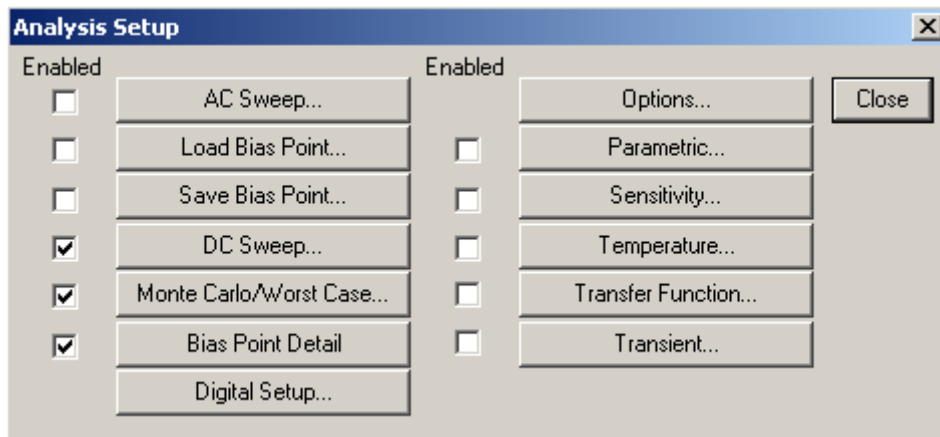 Analysis Setup
Enabled
Enabled
AC Sweep...
Options...
Close
Load Bias Point...
Parametric...
Save Bias Point...
Sensitivity...
DC Sweep...
Temperature...
Monte Carlo/Worst Case...
Transfer Function...
Bias Point Detail
Transient...
Digital Setup...